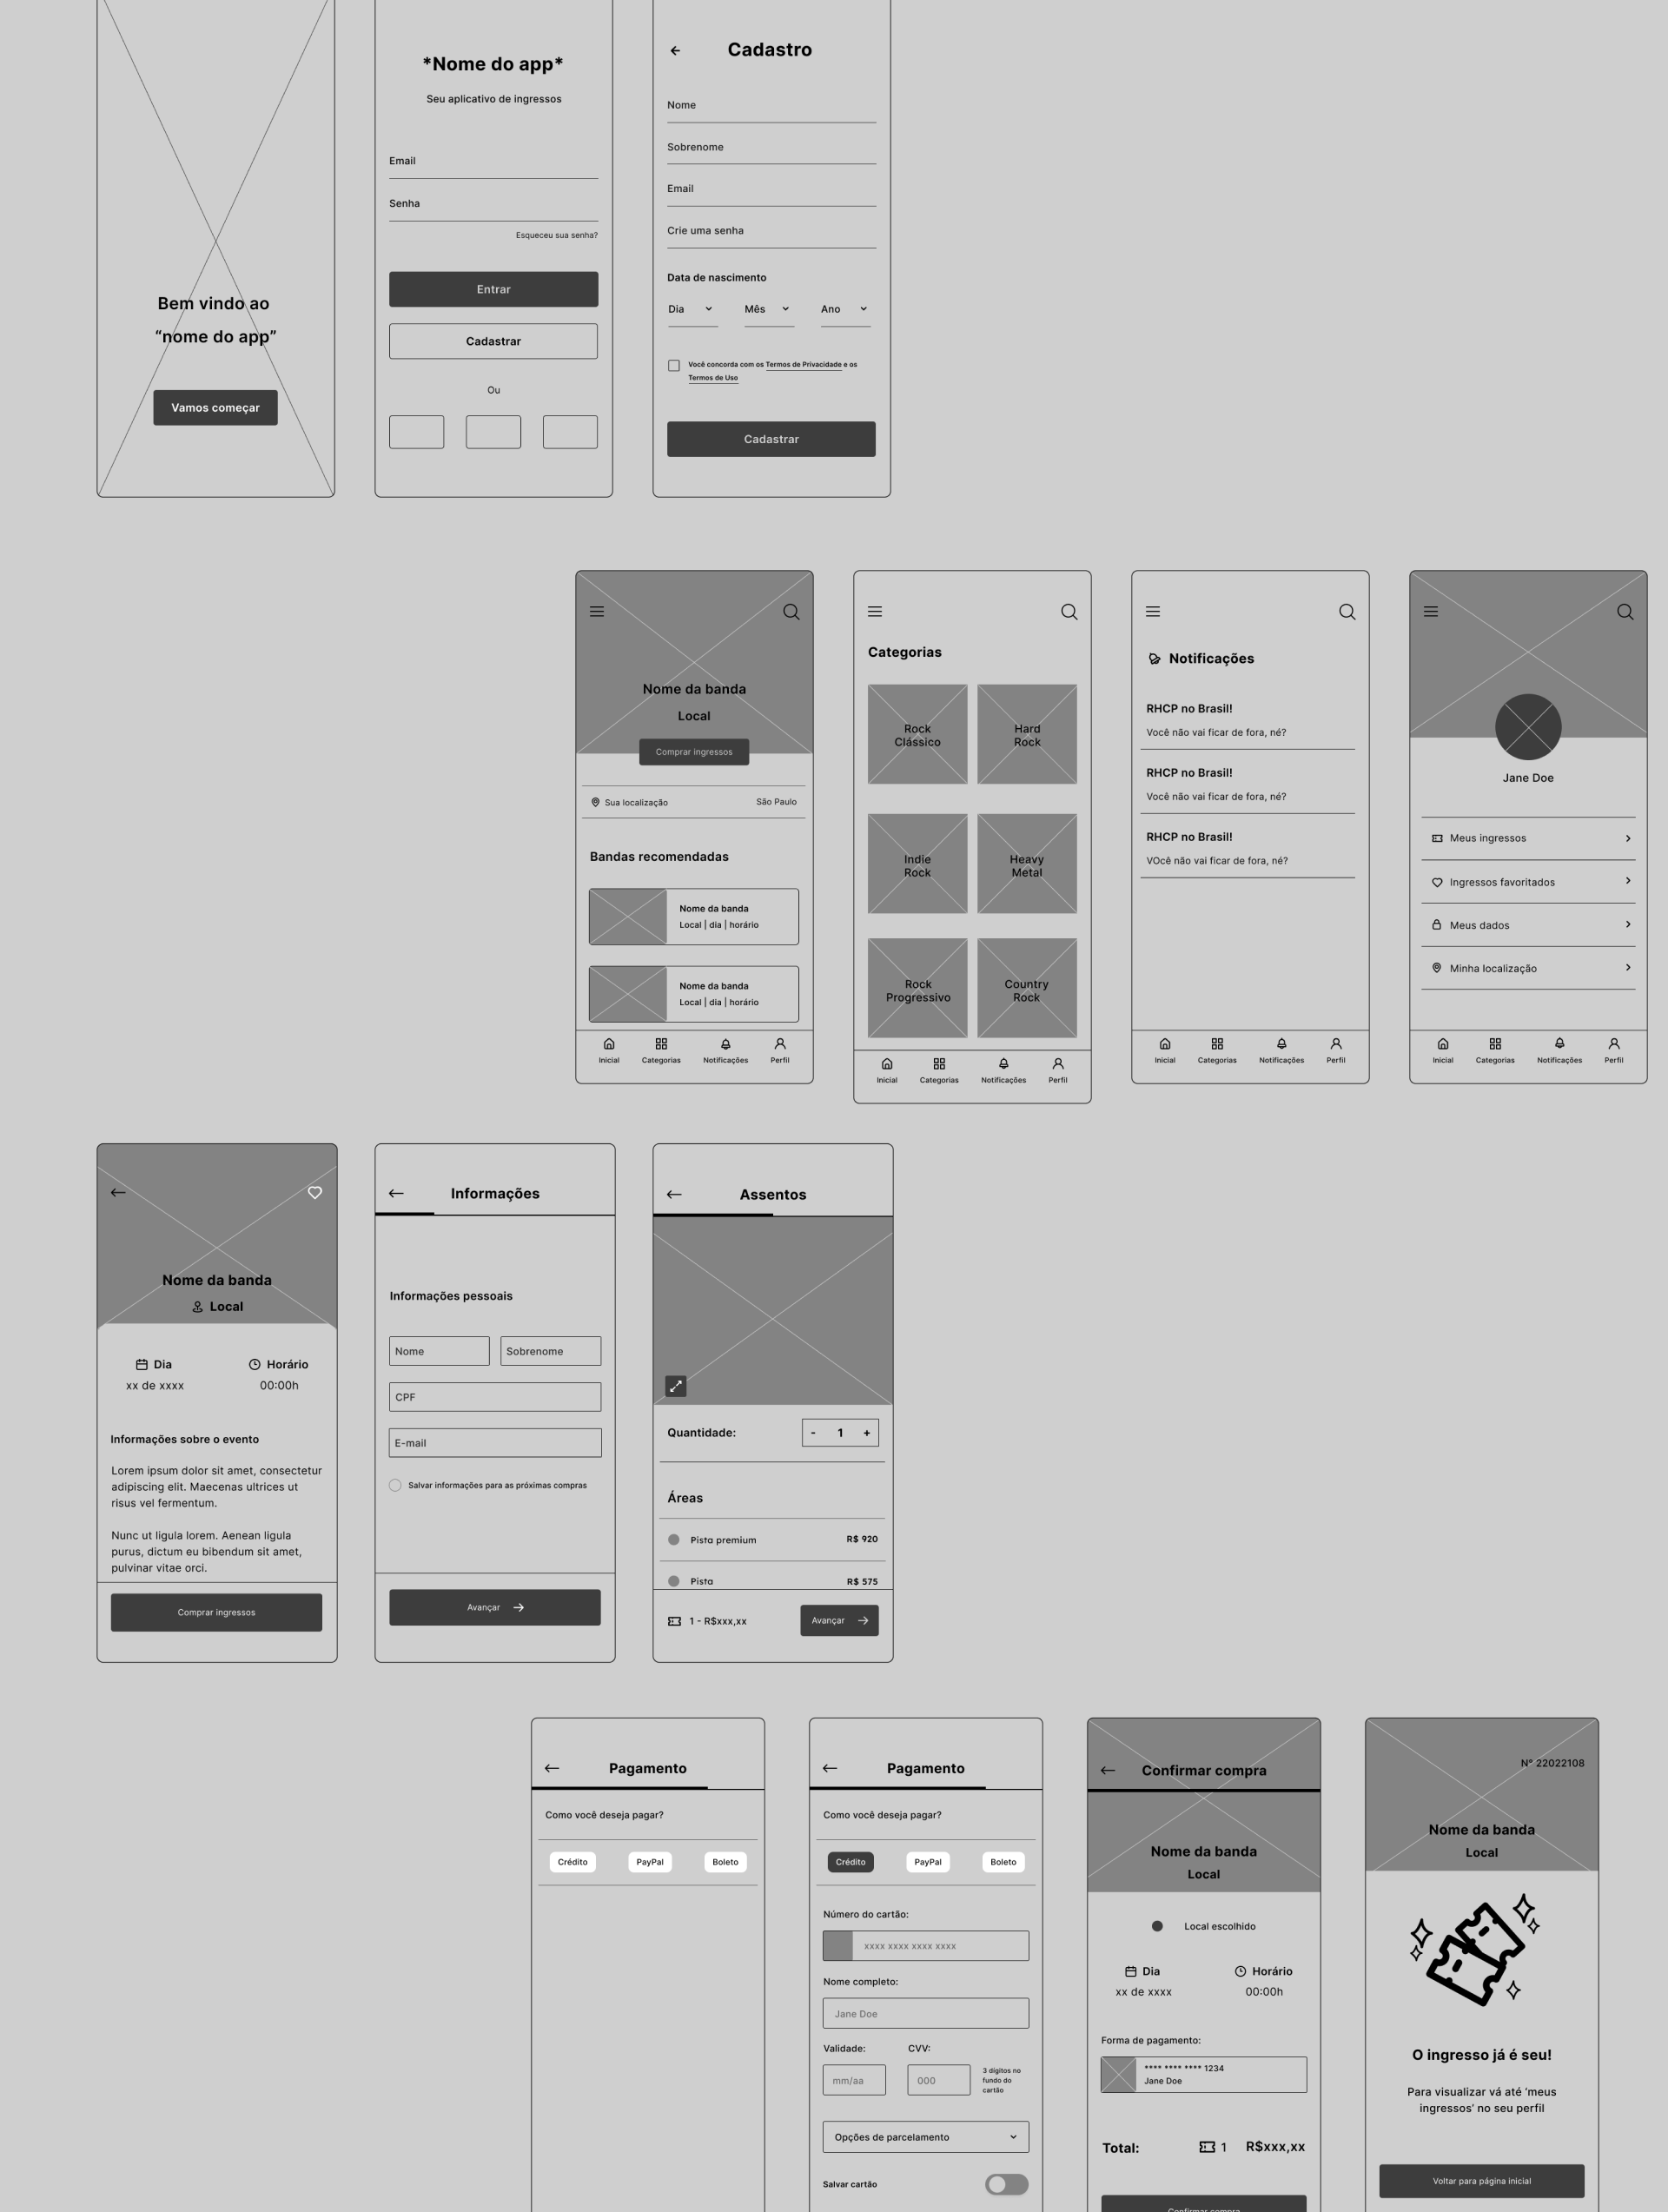 Bem vindo ao
“nome do app”
Vamos começar
*Nome do app*
Seu aplicativo de ingressos
Email
Senha
Esqueceu sua senha?
Entrar
Cadastrar
Ou
Cadastro
Nome
Sobrenome
Email
Crie uma senha
Data de nascimento
Dia Mês Ano
Você concorda com os Termos de Privacidade e os
Termos de Uso
Cadastrar
Nome da banda
Local
Comprar ingressos
Sua localização São Paulo
Bandas recomendadas
Nome da banda
Local | dia | horário
Nome da banda
Local | dia | horário
Inicial Categorias Notificações Perfil
Categorias
Rock
Clássico
Hard
Rock
Indie
Rock
Heavy
Metal
Rock
Progressivo
Country
Rock
Inicial Categorias Notificações Perfil
Notificações
RHCP no Brasil!
Você não vai ficar de fora, né?
RHCP no Brasil!
Você não vai ficar de fora, né?
RHCP no Brasil!
VOcê não vai ficar de fora, né?
Inicial Categorias Notificações Perfil
Jane Doe
Meus ingressos
Ingressos favoritados
Meus dados
Minha localização
Inicial Categorias Notificações Perfil
Nome da banda
Local
Dia Horário
xx de xxxx 00:00h
Informações sobre o evento
Lorem ipsum dolor sit amet, consectetur
adipiscing elit. Maecenas ultrices ut
risus vel fermentum.
Nunc ut ligula lorem. Aenean ligula
purus, dictum eu bibendum sit amet,
pulvinar vitae orci.
Comprar ingressos
Informações
Informações pessoais
Nome Sobrenome
CPF
E-mail
Salvar informações para as próximas compras
Avançar
Assentos
Quantidade: - 1 +
Áreas
Pista premium R$ 920
Pista R$ 575
1 - R$xxx,xx Avançar
Pagamento
Como você deseja pagar?
Crédito PayPal Boleto
Pagamento
Como você deseja pagar?
Crédito PayPal Boleto
Número do cartão:
xxxx xxxx xxxx xxxx
Nome completo:
Jane Doe
Validade: CVV:
mm/aa 000
3 dígitos no
fundo do
cartão
Opções de parcelamento
Salvar cartão
Confirmar compra
Nome da banda
Local
Local escolhido
Dia Horário
xx de xxxx 00:00h
Forma de pagamento:
**** **** **** 1234
Jane Doe
Total: 1 R$xxx,xx
Confirmar compra
Nº 22022108
Nome da banda
Local
O ingresso já é seu!
Para visualizar vá até ‘meus
ingressos’ no seu perfil
Voltar para página inicial